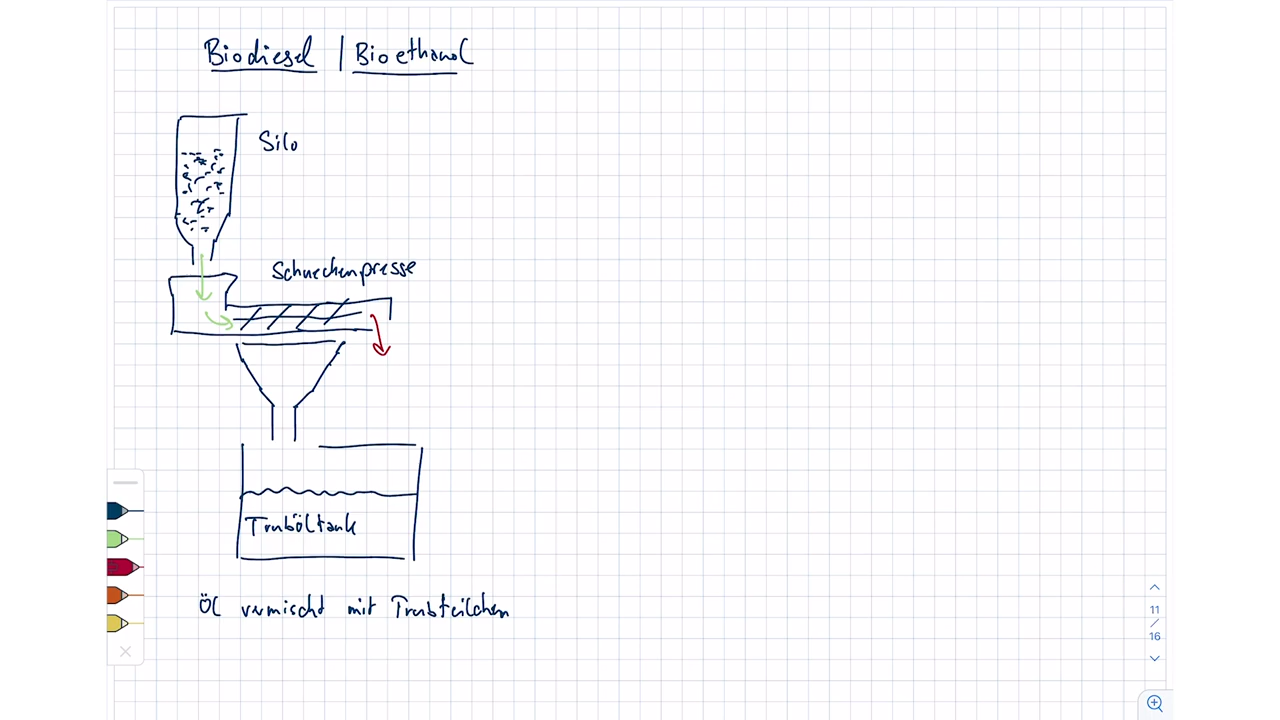 Biodiesel | Bioethanol
Silo
Schneckenpresse
Truböltank
Öl vermischt mit Trubteilchen
11
/
16